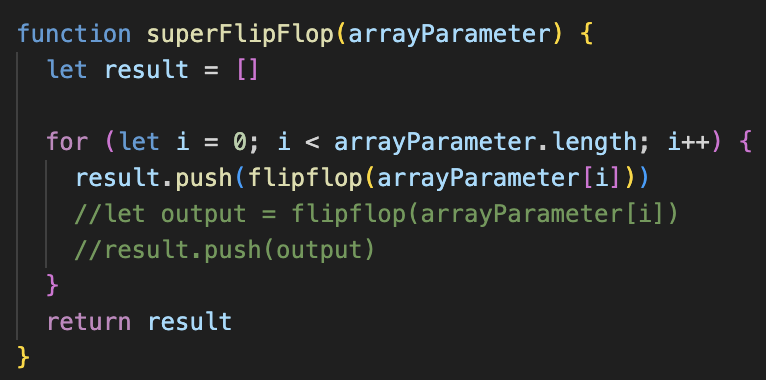 function superFlipFlop(arrayParameter) {
let result = []
for (let i = 0; i < arrayParameter.length; i++) {
result.push(flipflop(arrayParameter[i]))
//let output = flipflop(arrayParameter[i])
//result.push(output)
}
return result
}